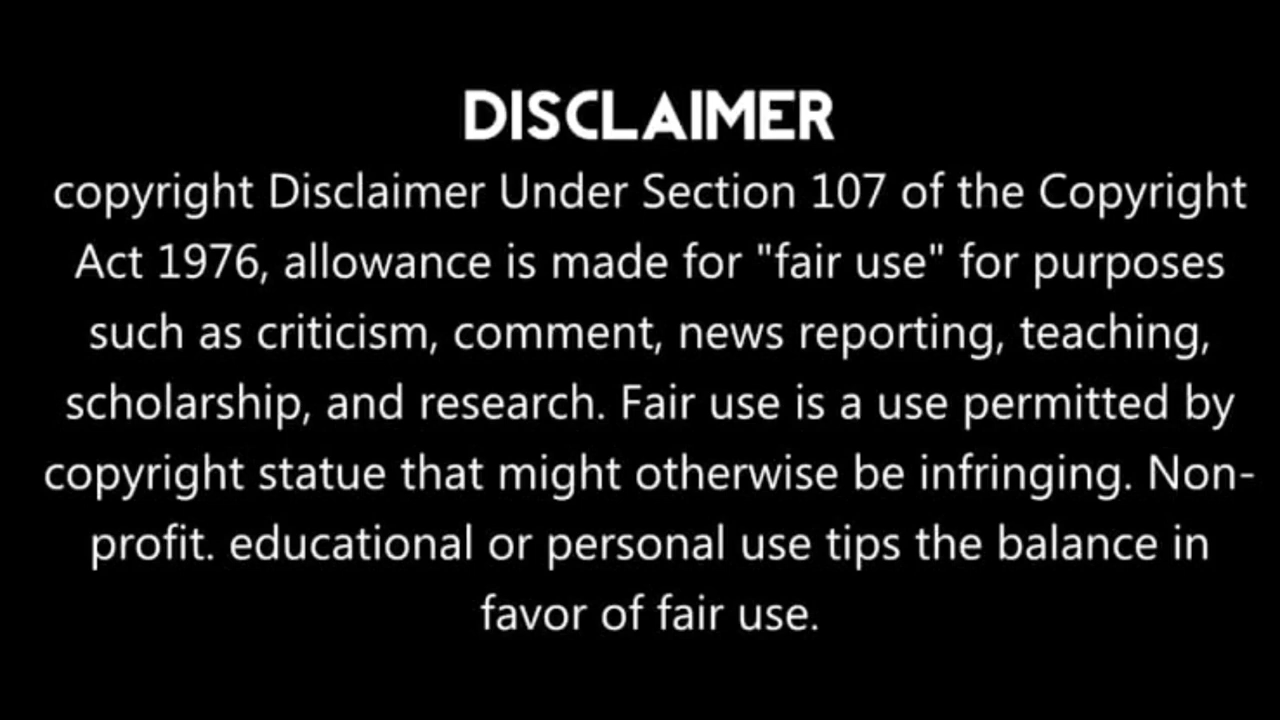 DISCLAIMER
copyright Disclaimer Under Section 107 of the Copyright
Act 1976, allowance is made for "fair use" for purposes
such as criticism, comment, news reporting, teaching,
scholarship, and research. Fair use is a use permitted by
copyright statue that might otherwise be infringing. Non-
profit. educational or personal use tips the balance in
favor of fair use.